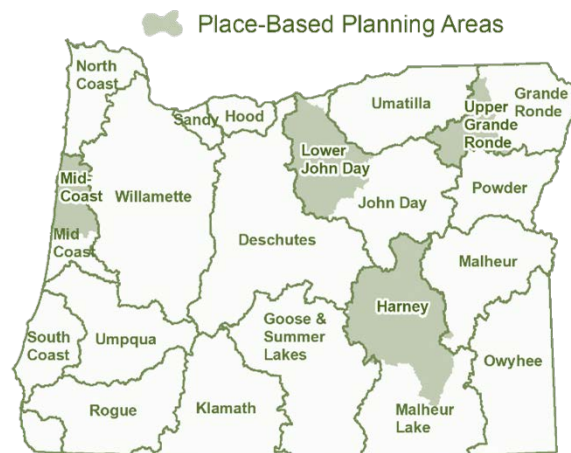 Place-Based Planning Areas
North
Coast
Sandy
Hood
Umatilla
Grande
Ronde
Upper
Grande
Ronde
Lower
John Day
Mid-
Coast
Willamette
John Day
Powder
Mid
Coast
Deschutes
Malheur
Harney
Goose &
Summer
Lakes
South
Coast
Umpqua
Owyhee
Rogue
Klamath
Malheur
Lake